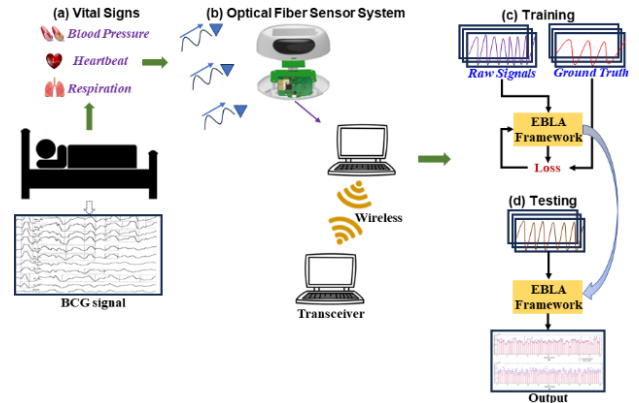 (a) Vital Signs
Blood Pressure
Heartbeat
Respiration
BCG signal
(b) Optical Fiber Sensor System
Wireless
Transceiver
(c) Training
Raw Signals
Ground Truth
EBLA
Framework
Loss
(d) Testing
EBLA
Framework
Output